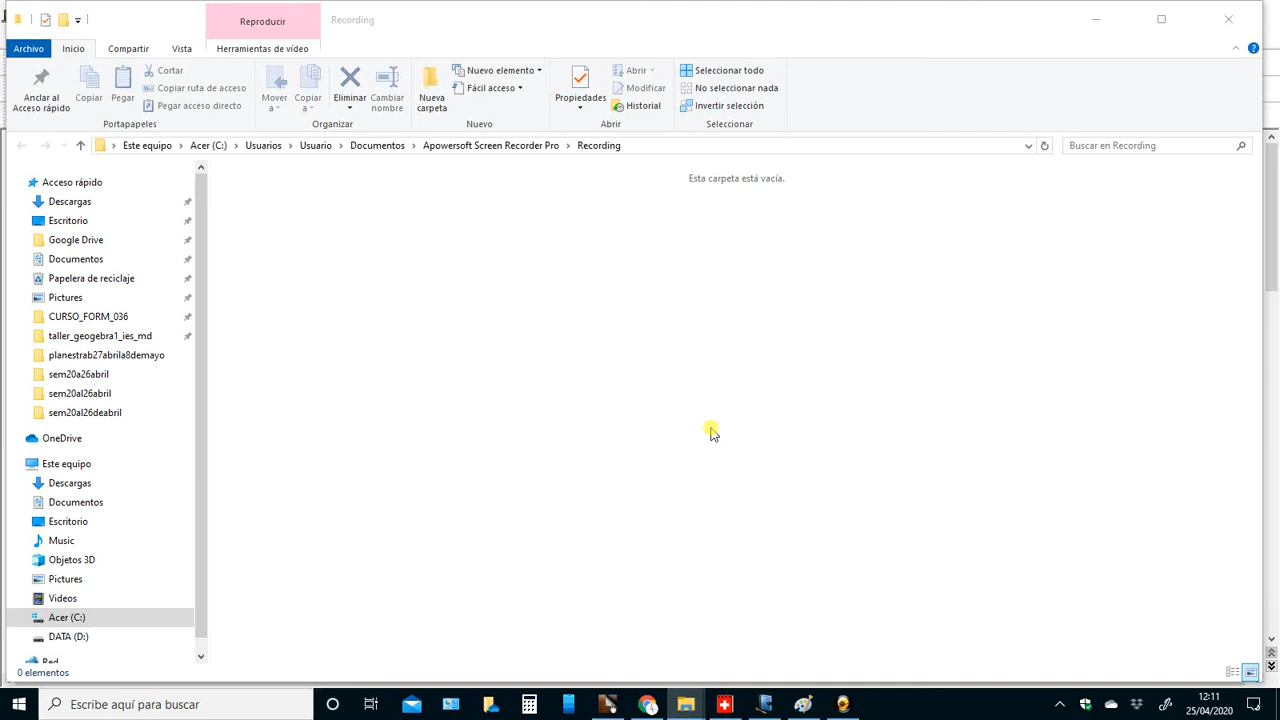 Reproducir
Recording
Archivo
Inicio
Compartir
Vista
Herramientas de vídeo
Anclar al
Acceso rápido
Copiar
Pegar
Cortar
Copiar ruta de acceso
Pegar acceso directo
Portapapeles
Mover
a
Copiar
a
Eliminar
Cambiar
nombre
Organizar
Nueva
carpeta
Nuevo elemento
Fácil acceso
Nuevo
Propiedades
Abrir
Modificar
Historial
Abrir
Seleccionar todo
No seleccionar nada
Invertir selección
Seleccionar
Este equipo > Acer (C:) > Usuarios > Usuario > Documentos > Apowersoft Screen Recorder Pro > Recording
Buscar en Recording
Esta carpeta está vacía.
Acceso rápido
Descargas
Escritorio
Google Drive
Documentos
Papelera de reciclaje
Pictures
CURSO_FORM_036
taller_geogebra1_ies_md
planestrab27abrila8demayo
sem20a26abril
sem20al26abril
sem20al26deabril
OneDrive
Este equipo
Descargas
Documentos
Escritorio
Music
Objetos 3D
Pictures
Videos
Acer (C:)
DATA (D:)
Red
0 elementos
Escribe aquí para buscar
12:11
25/04/2020